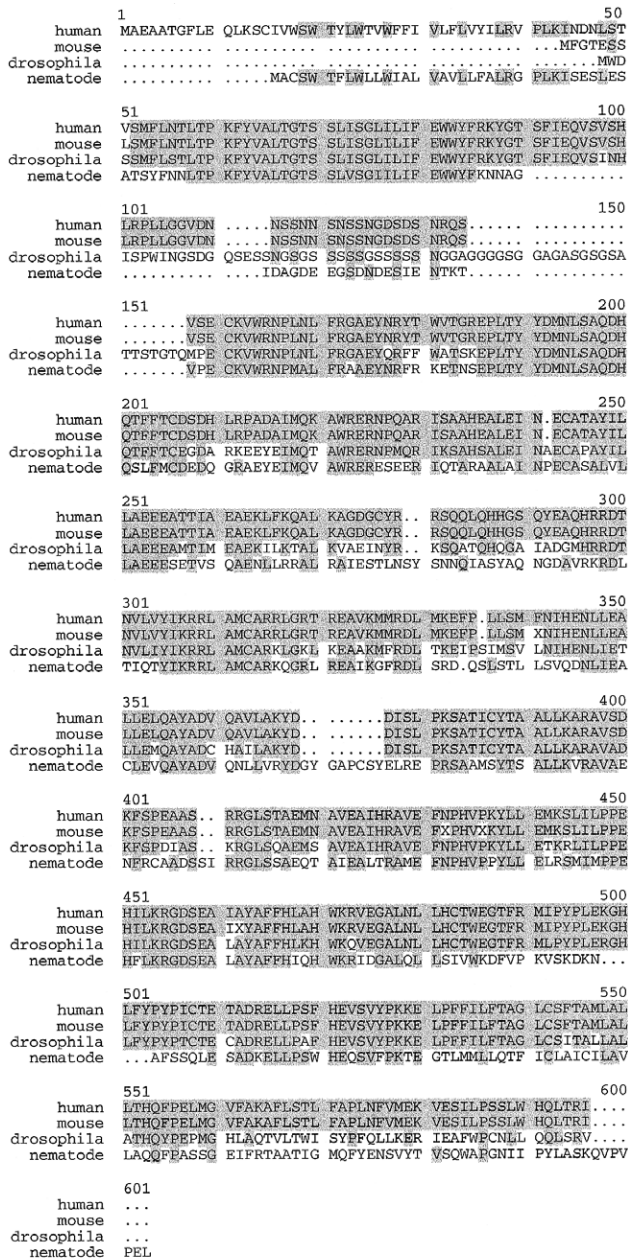 1 50
human MAEAATGFLE QLKSCIVWSW TYLWTVWFFI VLFLVYILRV PLKINDNLST
mouse .......... .......... .......... .......... ...MFGTESS
drosophila .......... .......... .......... .......... .......MWD
nematode .......... ......MACSW TFLWLLWIAL VAVLLFALRG PLKISESLES
51 100
human VSMFLNTLTP KFYVALTGTS SLISGLILIF EWWYFRKYGT SFIEQVSVSH
mouse LSMFLNTLTP KFYVALTGTS SLISGLILIF EWWYFRKYGT SFIEQVSVSH
drosophila SSMFLSTLTP KFYVALTGTS SLISGLILIF EWWYFRKYGT SFIEQVSINH
nematode ATSYFNNLTP KFYVALTGTS SLVSGIILIF EWWYFKNNAG ..........
101 150
human LRPLLGGVDN .....NSSNN SNSSNGDSDS NRQS...... ..........
mouse LRPLLGGVDN .....NSSNN SNSSNGDSDS NRQS...... ..........
drosophila ISPWINGSDG QSESSNGSGS SSSSGSSSSS NGGAGGGGSG GAGASGSGSA
nematode .......... .....IDAGDE EGSDNDESIE NTKT...... ..........
151 200
human .......VSE CKVWRNPLNL FRGAEYNRYT WVTGREPLTY YDMNLSAQDH
mouse .......VSE CKVWRNPLNL FRGAEYNRYT WVTGREPLTY YDMNLSAQDH
drosophila TTSTGTQMPE CKVWRNPLNL FRGAEYQRFF WATSKEPLTY YDMNLSAQDH
nematode .......VPE CKVWRNPMAL FRAAEYNRFR KETNSEPLTY YDMNLSAQDH
201 250
human QTFFTCDSDH LRPADAIMQK AWRERNPQAR ISAAHEALEI N.ECATAYIL
mouse QTFFTCDSDH LRPADAIMQK AWRERNPQAR ISAAHEALEI N.ECATAYIL
drosophila QTFFTCEGDA RKEEYEIMQT AWRERNPMQR IKSAHSALEI NAECAPAYIL
nematode QSLFMCDEDQ GRAEYEIMQV AWRERESEER IQTARAALAI NPECASALVL
251 300
human LAEEEATTIA EAEKLFKQAL KAGDGCYR.. RSQQLQHHGS QYEAQHRRDT
mouse LAEEEATTIA EAEKLFKQAL KAGDGCYR.. RSQQLQHHGS QYEAQHRRDT
drosophila LAEEEAMTIM EAEKILKTAL KVAEINYR.. KSQATQHQGA IADGMHRRDT
nematode LAEEESETVS QAENLLRRAL RAIESTLNSY SNNQIASYAQ NGDAVRKRDL
301 350
human NVLVYIKRRL AMCARRLGRT REAVKMMRDL MKEFP.LLSM FNIHENLLEA
mouse NVLVYIKRRL AMCARRLGRT REAVKMMRDL MKEFP.LLSM XNIHENLLEA
drosophila NVLIYIKRRL AMCARKLGKL KEAAKMFRDL TKEIPSIMSV LNIHENLIET
nematode TIQTYIKRRL AMCARKQGRL REAIKGFRDL SRD.QSLSTL LSVQDNLIEA
351 400
human LLELQAYADV QAVLAKYD.. .......DISL PKSATICYTA ALLKARAVSD
mouse LLELQAYADV QAVLAKYD.. .......DISL PKSATICYTA ALLKARAVSD
drosophila LLEMQAYADC HAILAKYD.. .......DISL PKSATICYTA ALLKARAVAD
nematode CLEVQAYADV QNLLVRYDGY GAPCSYELRE PRSAAMSYTS ALLKVRAVAE
401 450
human KFSPEAAS.. RRGLSTAEMN AVEAIHRAVE FNPHVPKYLL EMKSLILPPE
mouse KFSPEAAS.. RRGLSTAEMN AVEAIHRAVE FXPHVXKYLL EMKSLILPPE
drosophila KFSPDIAS.. KRGLSQAEMS AVEAIHRAVE FNPHVPKYLL ETKRLILPPE
nematode NFRCAADSSI RRGLSSAEQT AIEALTRAME FNPHVPPYLL ELRSMIMPPE
451 500
human HILKRGDSEA IAYAFFHLAH WKRVEGALNL LHCTWEGTFR MIPYPLEKGH
mouse HILKRGDSEA IXYAFFHLAH WKRVEGALNL LHCTWEGTFR MIPYPLEKGH
drosophila HILKRGDSEA LAYAFFHLKH WKQVEGALNL LHCTWEGTFR MLPYPLERGH
nematode HFLKRGDSEA LAYAFFHIQH WKRIDGALQL LSIVWKDFVP KVSKDKN...
501 550
human LFYPYPICTE TADRELLPSF HEVSVYPKKE LPFFILFTAG LCSFTAMLAL
mouse LFYPYPICTE TADRELLPSF HEVSVYPKKE LPFFILFTAG LCSFTAMLAL
drosophila LFYPYPTCTE CADRELLPAF HEVSVYPKKE LPFFILFTAG LCSITALLAL
nematode ...AFSSQLE SADKELLPSW HEQSVFPKTE GTLMMLLQTF ICLAICILAV
551 600
human LTHQFPELMG VFAKAFLSTL FAPLNFVMEK VESILPSSLW HQLTRI....
mouse LTHQFPELMG VFAKAFLSTL FAPLNFVMEK VESILPSSLW HQLTRI....
drosophila ATHQYPEPMG HLAQTVLTWI SYPFQLLKER IEAFWPCNLL QQLSRV....
nematode LAQQFPASSG EIFRTAATIG MQFYENSVYT VSQWAPGNII PYLASKQVPV
601
human ...
mouse ...
drosophila ...
nematode PEL